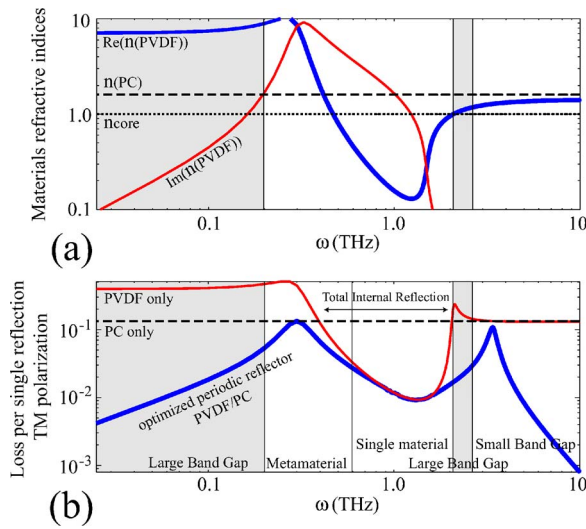 10
1.0
0.1
Materials refractive indices
Re(n(PVDF))
n(PC)
ncore
Im(n(PVDF))
0.1
1.0
10
ω (THz)
(a)
10⁻¹
10⁻²
10⁻³
Loss per single reflection
TM polarization
PVDF only
PC only
Total Internal Reflection
optimized periodic reflector
PVDF/PC
Single material
Small Band Gap
Large Band Gap
Metamaterial
Large Band Gap
0.1
1.0
10
ω (THz)
(b)